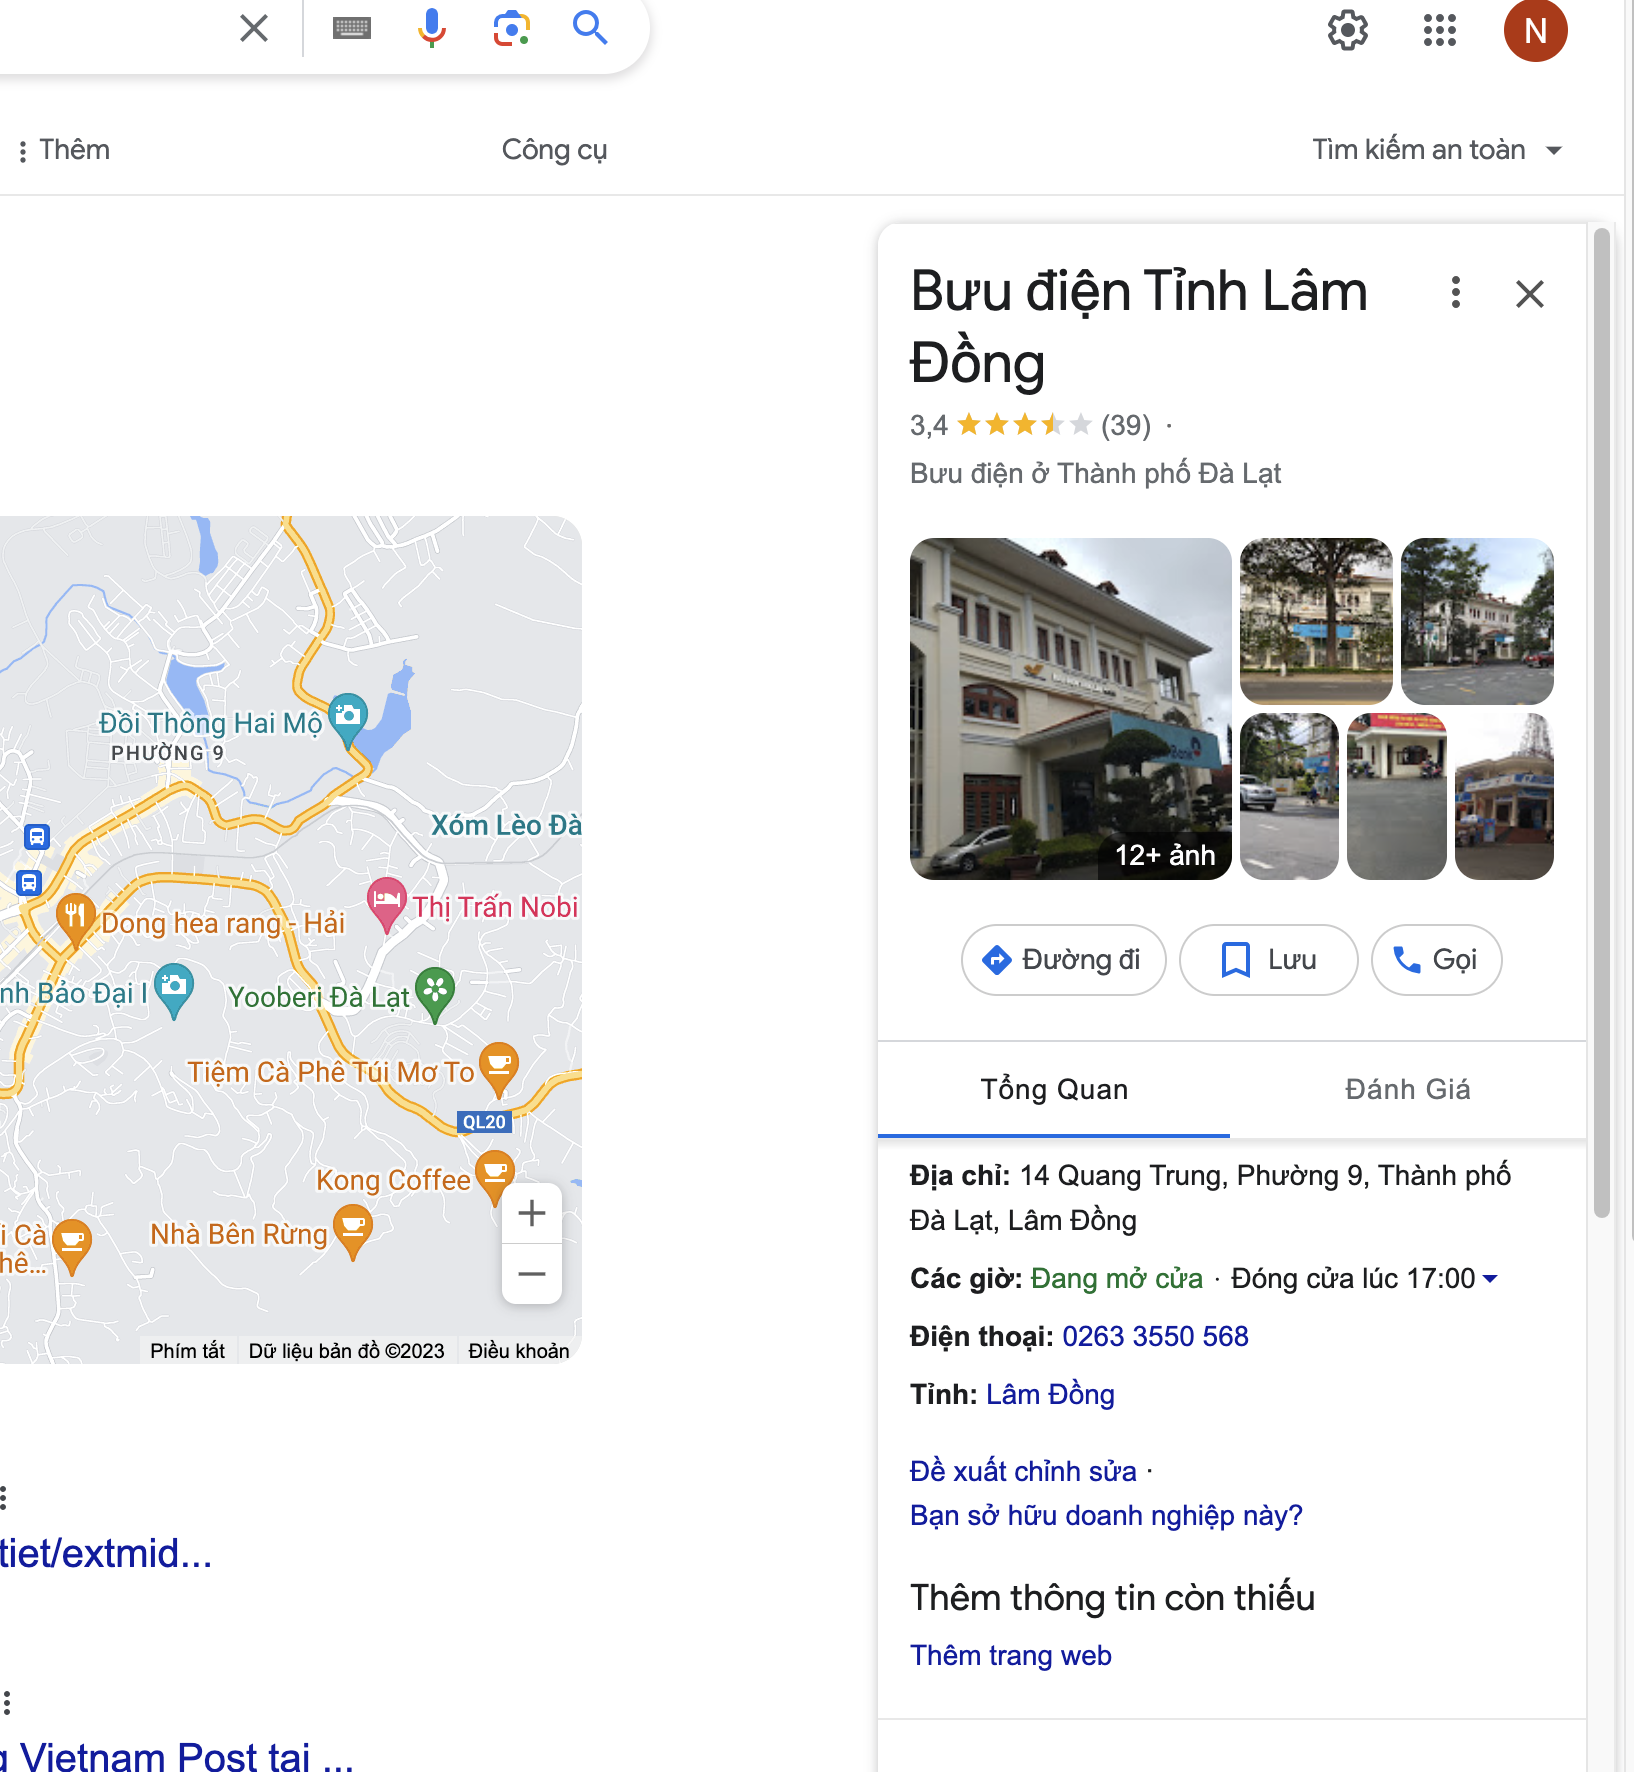 N
Thêm
Công cụ
Tìm kiếm an toàn
Đồi Thông Hai Mộ
PHƯỜNG 9
Xóm Lèo Đà
Thị Trấn Nobi
Dong hea rang - Hải
nh Bảo Đại I
Yooberi Đà Lạt
Tiệm Cà Phê Túi Mơ To
QL20
Kong Coffee
Nhà Bên Rừng
i Cà
hê...
Phím tắt
Dữ liệu bản đồ ©2023
Điều khoản
tiet/extmid...
g Vietnam Post tại ...
Bưu điện Tỉnh Lâm
Đồng
3,4 (39) ·
Bưu điện ở Thành phố Đà Lạt
12+ ảnh
Đường đi
Lưu
Gọi
Tổng Quan
Đánh Giá
Địa chỉ: 14 Quang Trung, Phường 9, Thành phố
Đà Lạt, Lâm Đồng
Các giờ: Đang mở cửa · Đóng cửa lúc 17:00
Điện thoại: 0263 3550 568
Tỉnh: Lâm Đồng
Đề xuất chỉnh sửa ·
Bạn sở hữu doanh nghiệp này?
Thêm thông tin còn thiếu
Thêm trang web